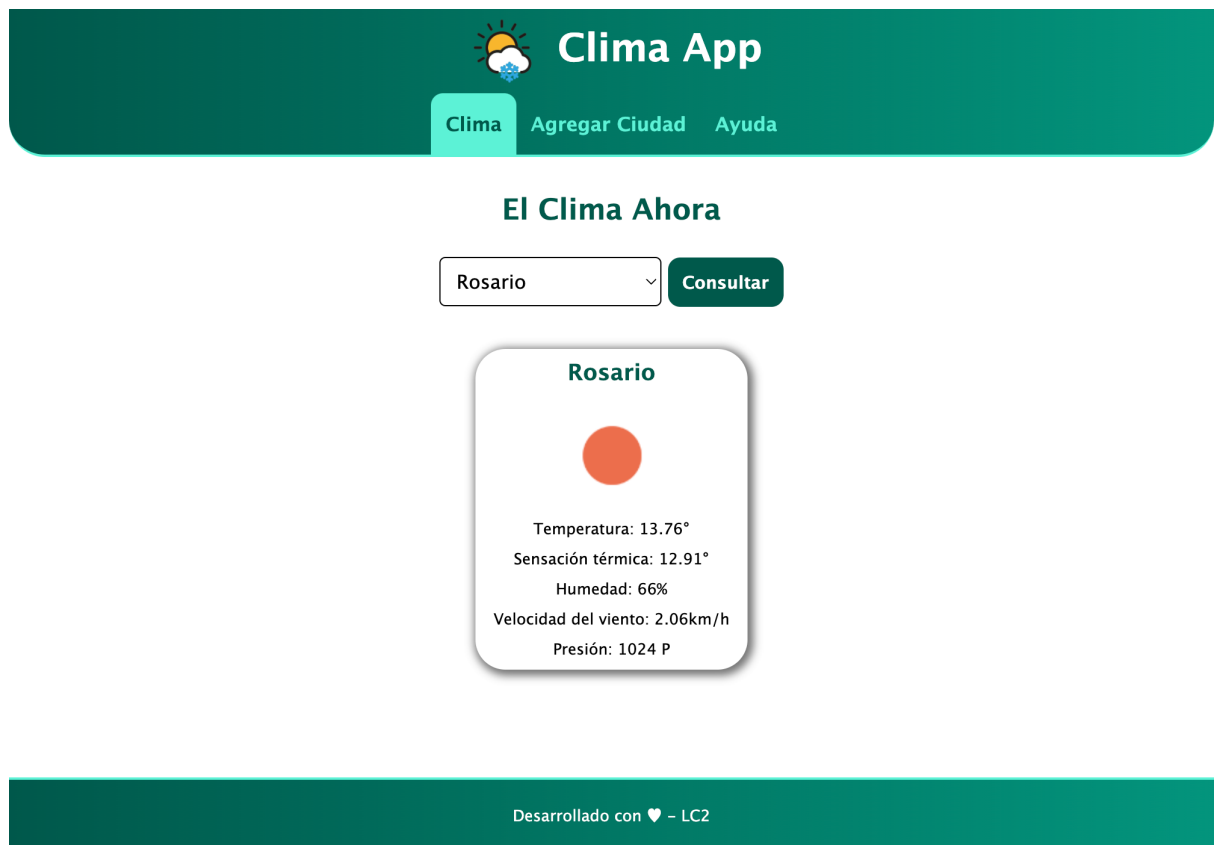 Clima App
Clima Agregar Ciudad Ayuda
El Clima Ahora
Rosario Consultar
Rosario
Temperatura: 13.76°
Sensación térmica: 12.91°
Humedad: 66%
Velocidad del viento: 2.06km/h
Presión: 1024 P
Desarrollado con ♥ – LC2